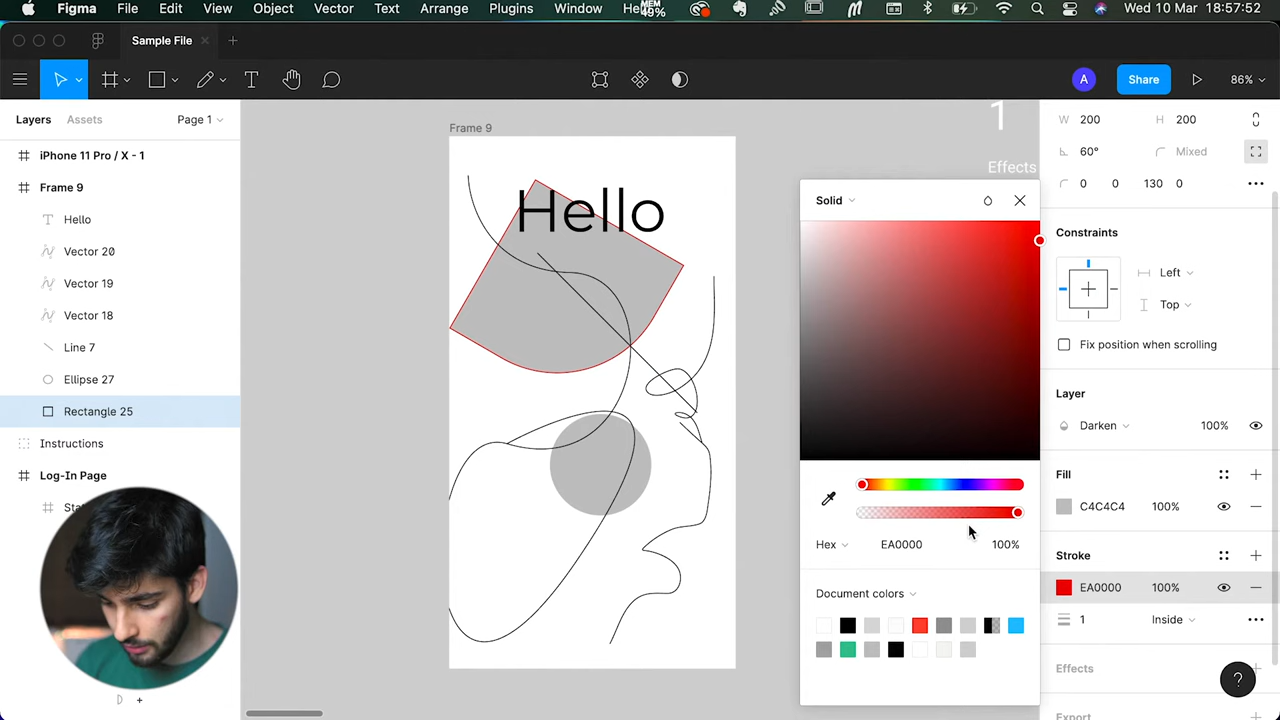 Figma File Edit View Object Vector Text Arrange Plugins Window MEM 49% Wed 10 Mar 18:57:52
Sample File
Share 86%
A
Layers Assets Page 1
iPhone 11 Pro / X - 1
Frame 9
Hello
Vector 20
Vector 19
Vector 18
Line 7
Ellipse 27
Rectangle 25
Instructions
Log-In Page
Frame 9
Hello
1
Effects
Solid
Hex EA0000 100%
Document colors
W 200 H 200
60° Mixed
0 0 130 0
Constraints
Left
Top
Fix position when scrolling
Layer
Darken 100%
Fill
C4C4C4 100%
Stroke
EA0000 100%
1 Inside
Effects
Export
?